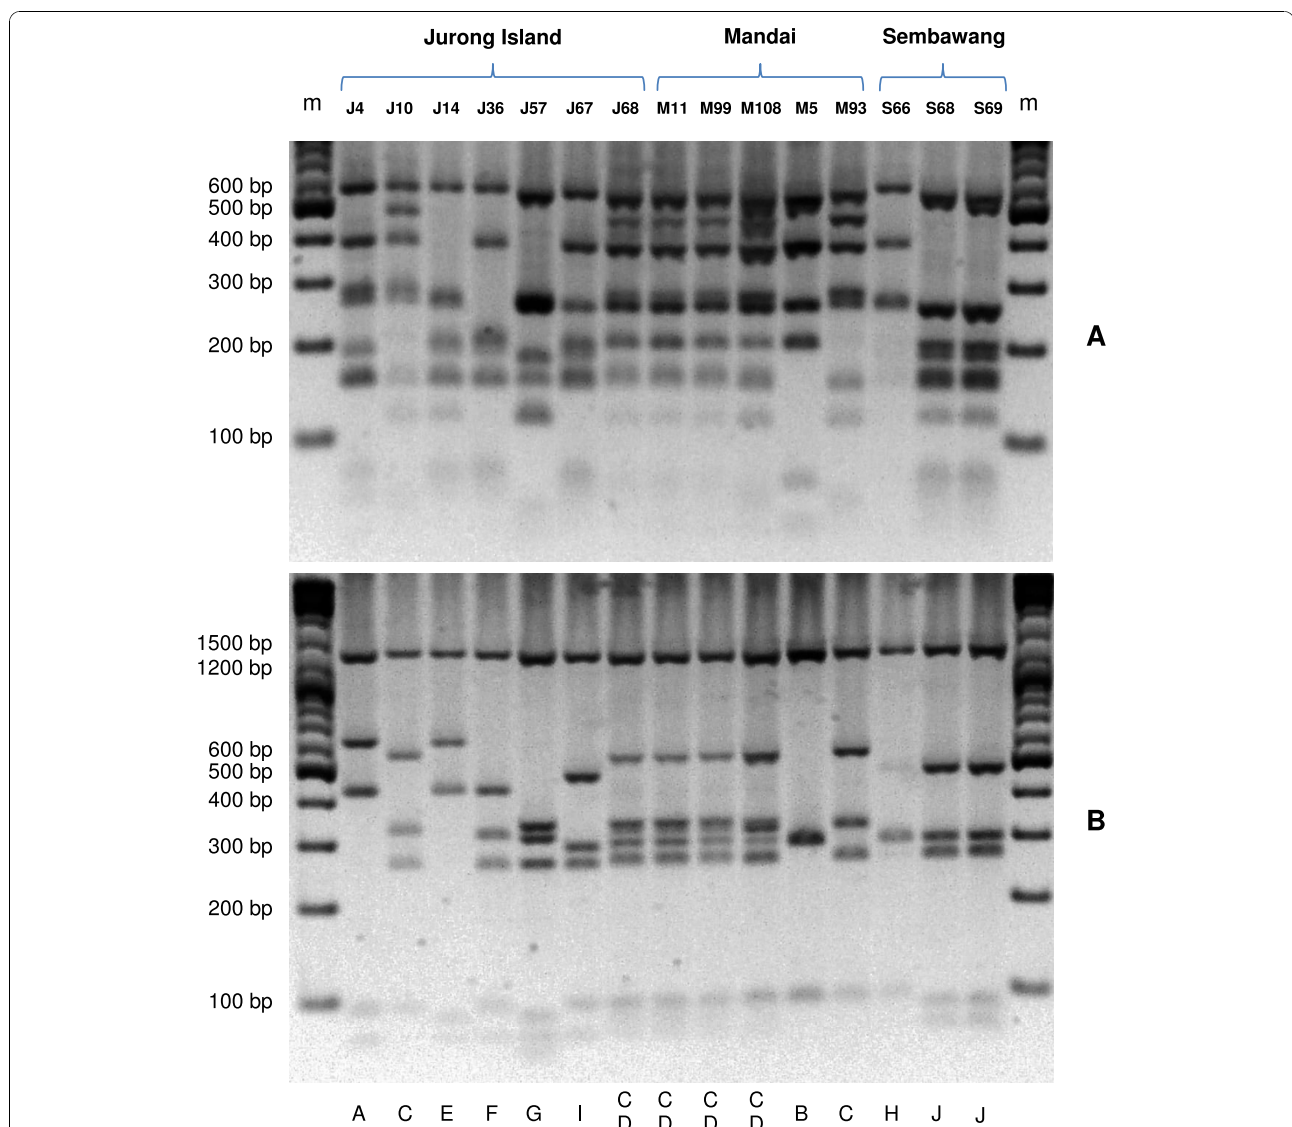 Jurong Island Mandai Sembawang
m J4 J10 J14 J36 J57 J67 J68 M11 M99 M108 M5 M93 S66 S68 S69 m
600 bp
500 bp
400 bp
300 bp
200 bp
A
100 bp
1500 bp
1200 bp
600 bp
500 bp
400 bp
B
300 bp
200 bp
100 bp
A C E F G I C C C C B C H J J
D D D D